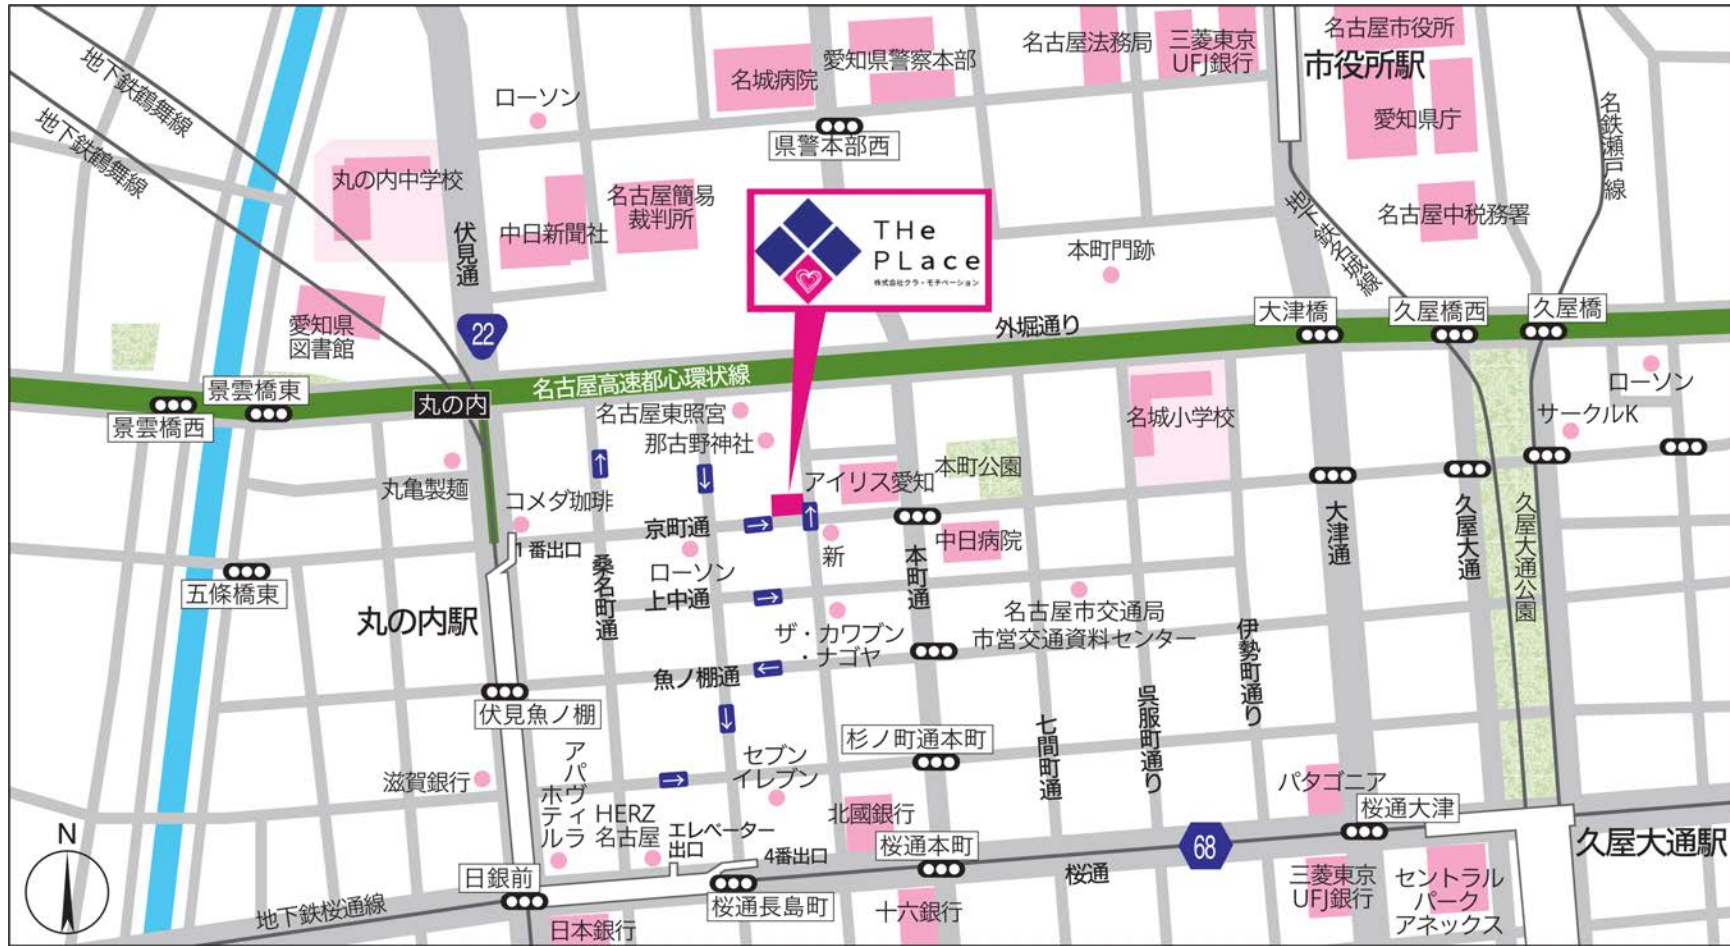 地下鉄鶴舞線
地下鉄鶴舞線
ローソン
名城病院
愛知県警察本部
名古屋法務局
三菱東京
UFJ銀行
市役所駅
名古屋市役所
愛知県庁
名鉄瀬戸線
県警本部西
丸の内中学校
伏見通
中日新聞社
名古屋簡易
裁判所
THe
PLace
株式会社クラ・モチベーション
本町門跡
地下鉄名城線
名古屋中税務署
愛知県
図書館
22
外堀通り
大津橋
久屋橋西
久屋橋
景雲橋東
景雲橋西
丸の内
名古屋高速都心環状線
名古屋東照宮
那古野神社
名城小学校
ローソン
サークルK
丸亀製麺
コメダ珈琲
アイリス愛知
本町公園
1番出口
京町通
新
中日病院
大津通
久屋大通
久屋大通公園
五條橋東
桑名町通
ローソン
上中通
本町通
名古屋市交通局
市営交通資料センター
丸の内駅
ザ・カワブン
・ナゴヤ
伊勢町通り
魚ノ棚通
伏見魚ノ棚
七間町通
呉服町通り
杉ノ町通本町
滋賀銀行
アパヴィラ
ホテル
セブン
イレブン
パタゴニア
HERZ
名古屋
エレベーター
出口
4番出口
北國銀行
桜通本町
桜通大津
68
久屋大通駅
N
日銀前
桜通
地下鉄桜通線
日本銀行
桜通長島町
十六銀行
三菱東京
UFJ銀行
セントラル
パーク
アネックス